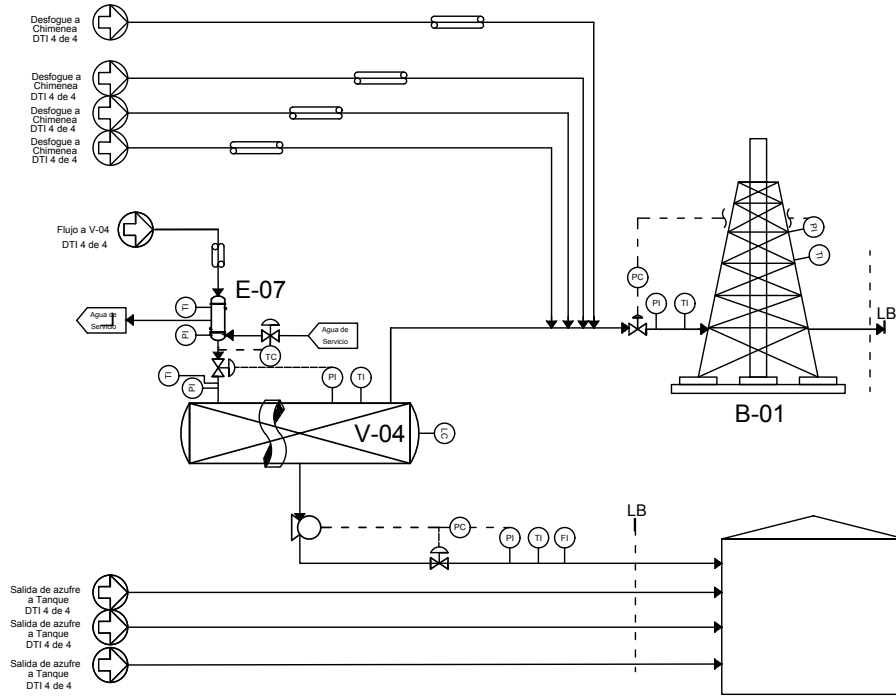 Desfogue a
Chimenea
DTI 4 de 4
Desfogue a
Chimenea
DTI 4 de 4
Desfogue a
Chimenea
DTI 4 de 4
Desfogue a
Chimenea
DTI 4 de 4
Flujo a V-04
DTI 4 de 4
E-07
TI
Agua de
Servicio
PI
Agua de
Servicio
TC
TI
PI
PI
TI
V-04
LC
PC
PI
TI
PI
TI
LB
B-01
PC
PI
TI
FI
LB
Salida de azufre
a Tanque
DTI 4 de 4
Salida de azufre
a Tanque
DTI 4 de 4
Salida de azufre
a Tanque
DTI 4 de 4